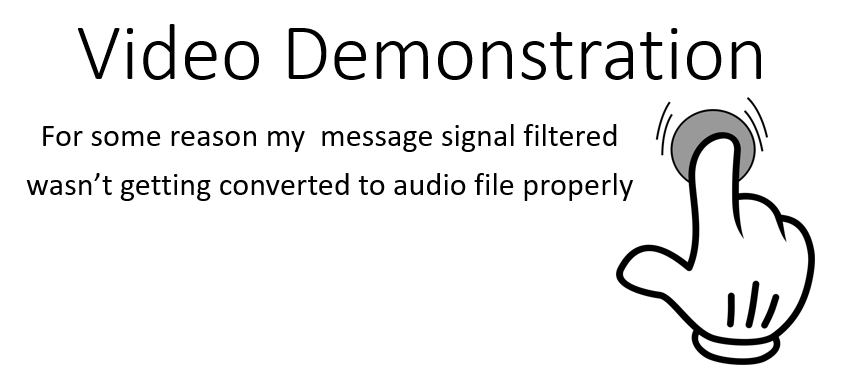 Video Demonstration
For some reason my  message signal filtered
wasn’t getting converted to audio file properly